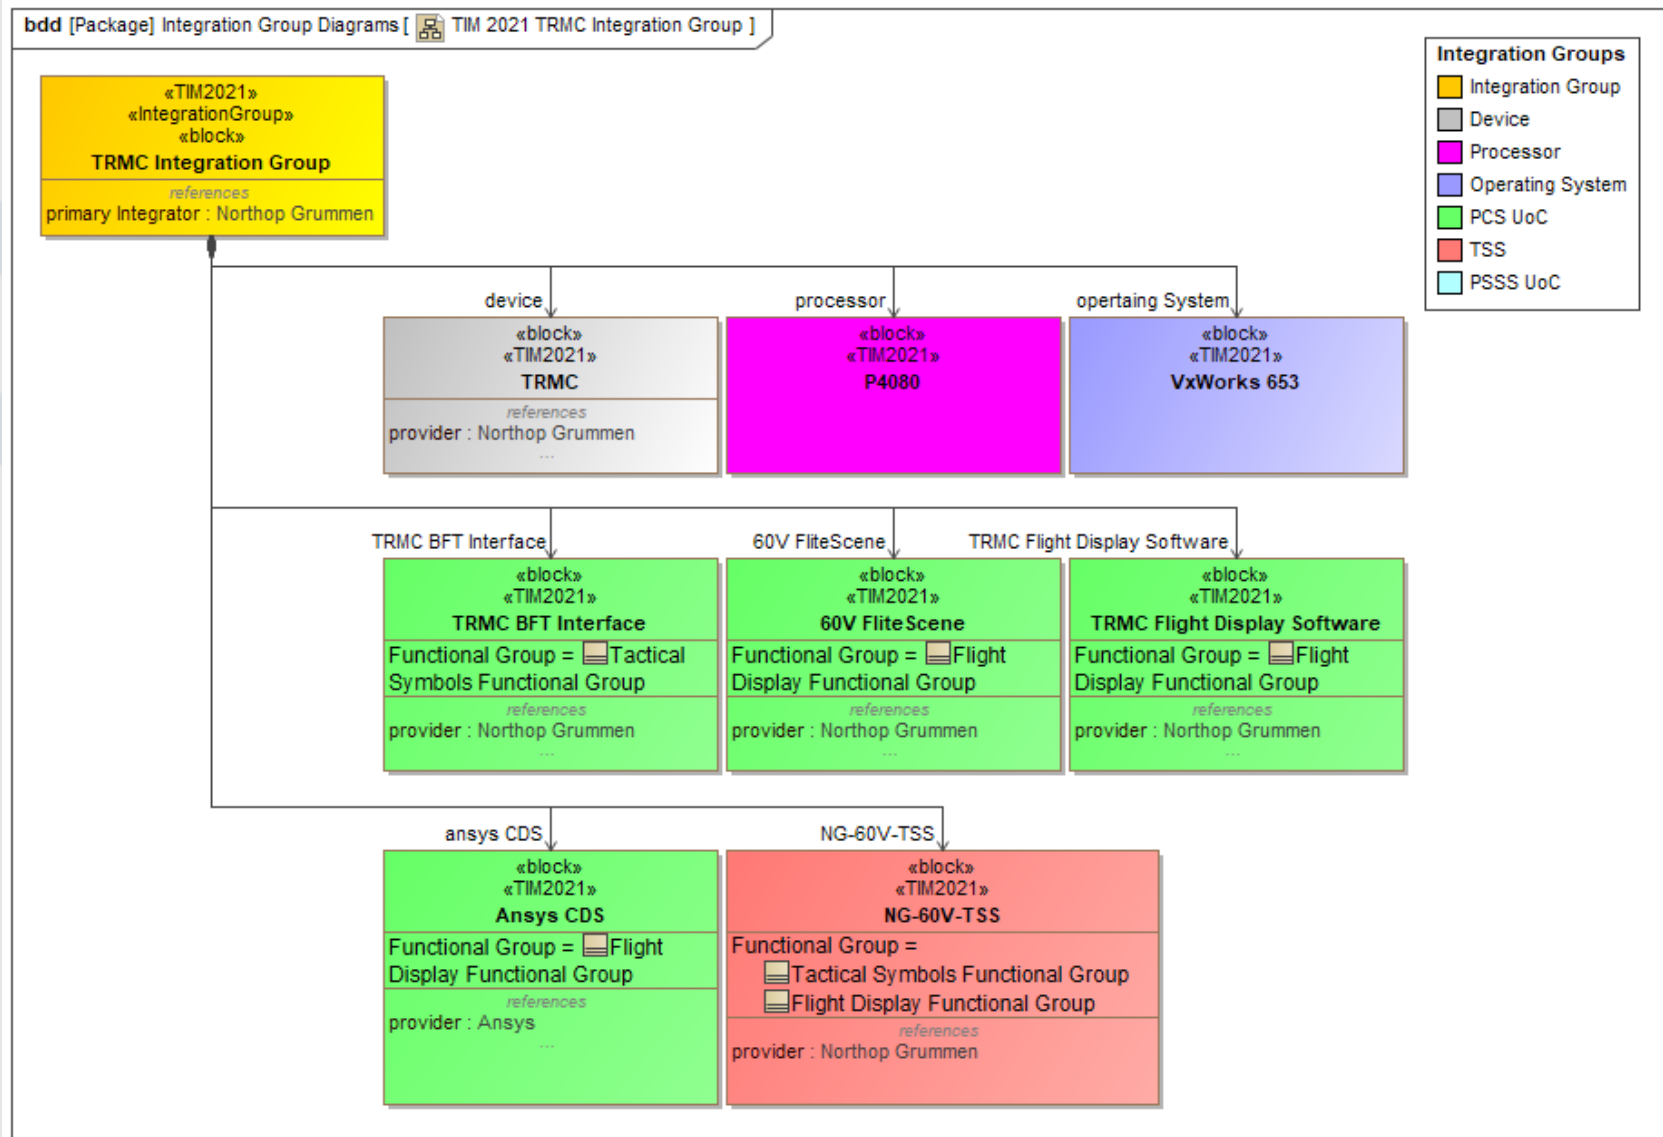 bdd [Package] Integration Group Diagrams [ TIM 2021 TRMC Integration Group ]
Integration Groups
Integration Group
Device
Processor
Operating System
PCS UoC
TSS
PSSS UoC
«TIM2021»
«IntegrationGroup»
«block»
TRMC Integration Group
references
primary Integrator : Northop Grummen
device
processor
opertaing System
«block»
«TIM2021»
TRMC
references
provider : Northop Grummen
...
«block»
«TIM2021»
P4080
«block»
«TIM2021»
VxWorks 653
TRMC BFT Interface
60V FliteScene
TRMC Flight Display Software
«block»
«TIM2021»
TRMC BFT Interface
Functional Group = Tactical
Symbols Functional Group
references
provider : Northop Grummen
...
«block»
«TIM2021»
60V FliteScene
Functional Group = Flight
Display Functional Group
references
provider : Northop Grummen
...
«block»
«TIM2021»
TRMC Flight Display Software
Functional Group = Flight
Display Functional Group
references
provider : Northop Grummen
...
ansys CDS
NG-60V-TSS
«block»
«TIM2021»
Ansys CDS
Functional Group = Flight
Display Functional Group
references
provider : Ansys
...
«block»
«TIM2021»
NG-60V-TSS
Functional Group =
Tactical Symbols Functional Group
Flight Display Functional Group
references
provider : Northop Grummen